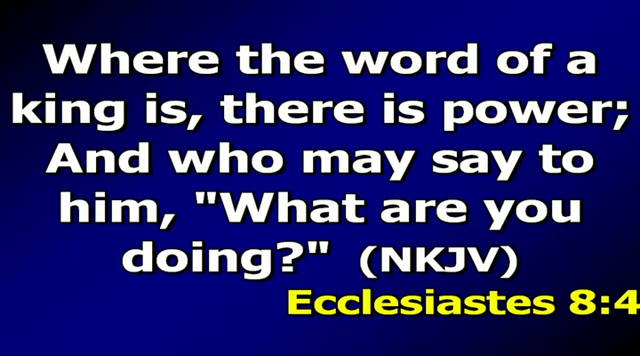 Where the word of a
king is, there is power;
And who may say to
him, "What are you
doing?" (NKJV)
Ecclesiastes 8:4